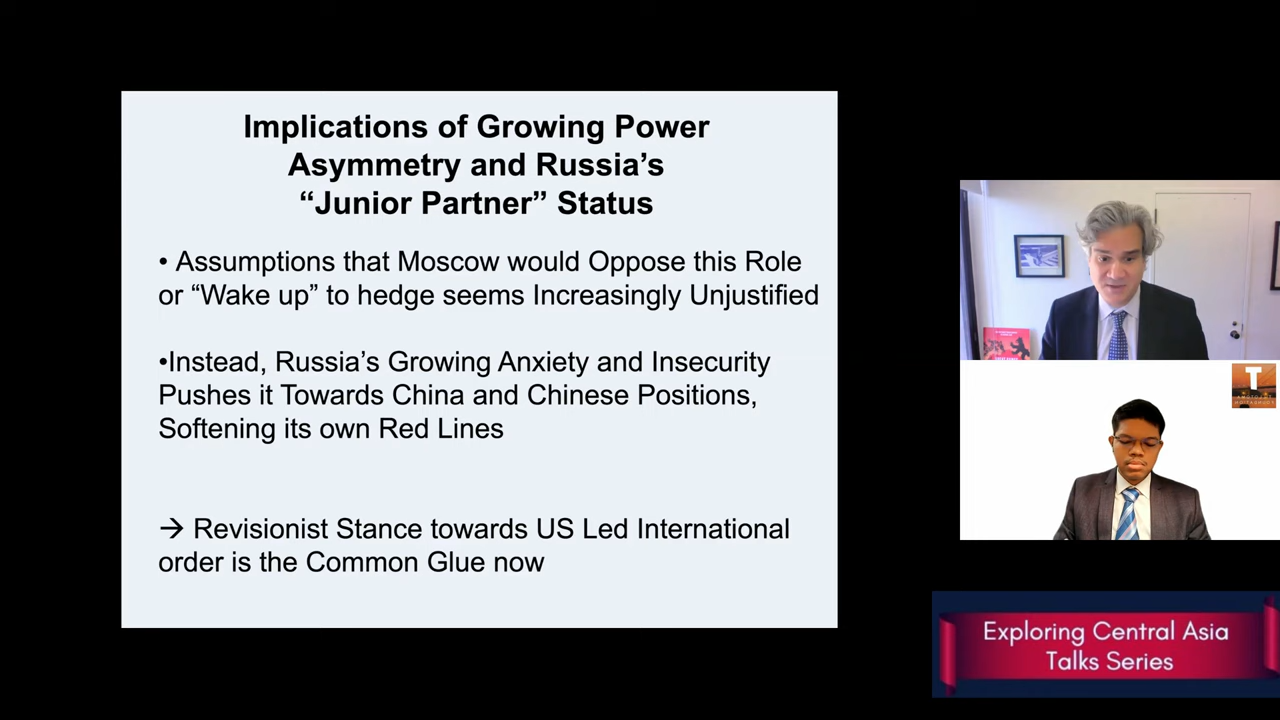 Implications of Growing Power
Asymmetry and Russia’s
“Junior Partner” Status
• Assumptions that Moscow would Oppose this Role
or “Wake up” to hedge seems Increasingly Unjustified
•Instead, Russia’s Growing Anxiety and Insecurity
Pushes it Towards China and Chinese Positions,
Softening its own Red Lines
→ Revisionist Stance towards US Led International
order is the Common Glue now
T
Exploring Central Asia
Talks Series